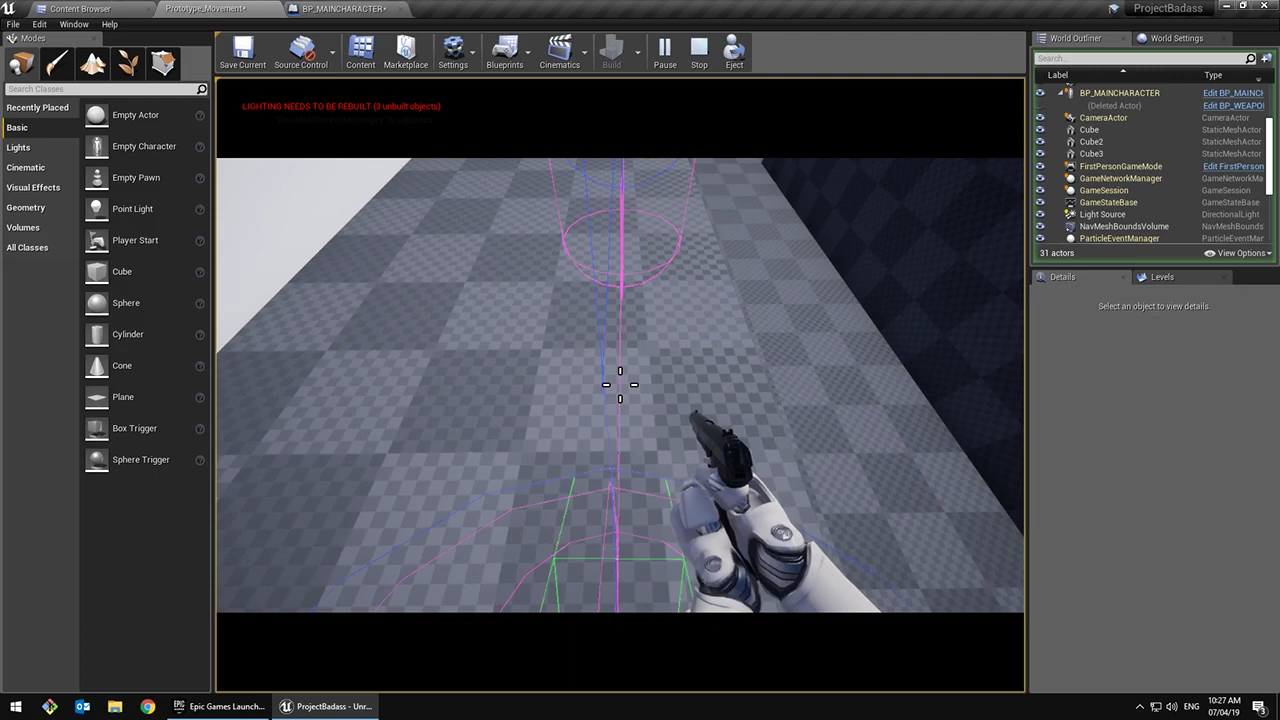 Content Browser
Prototype_Movement*
BP_MAINCHARACTER*
ProjectBadass
File Edit Window Help
Modes
Search Classes
Recently Placed
Basic
Lights
Cinematic
Visual Effects
Geometry
Volumes
All Classes
Empty Actor
Empty Character
Empty Pawn
Point Light
Player Start
Cube
Sphere
Cylinder
Cone
Plane
Box Trigger
Sphere Trigger
Save Current
Source Control
Content
Marketplace
Settings
Blueprints
Cinematics
Build
Pause
Stop
Eject
LIGHTING NEEDS TO BE REBUILT (3 unbuilt objects)
World Outliner
World Settings
Search...
Label Type
BP_MAINCHARACTER Edit BP_MAINCH
(Deleted Actor) Edit BP_WEAPO
CameraActor CameraActor
Cube StaticMeshActor
Cube2 StaticMeshActor
Cube3 StaticMeshActor
FirstPersonGameMode Edit FirstPerson
GameNetworkManager GameNetworkMa
GameSession GameSession
GameStateBase GameStateBase
Light Source DirectionalLight
NavMeshBoundsVolume NavMeshBounds
ParticleEventManager ParticleEventMar
31 actors
View Options
Details
Levels
Select an object to view details.
Epic Games Launch...
ProjectBadass - Unr...
ENG
10:27 AM
07/04/19
3